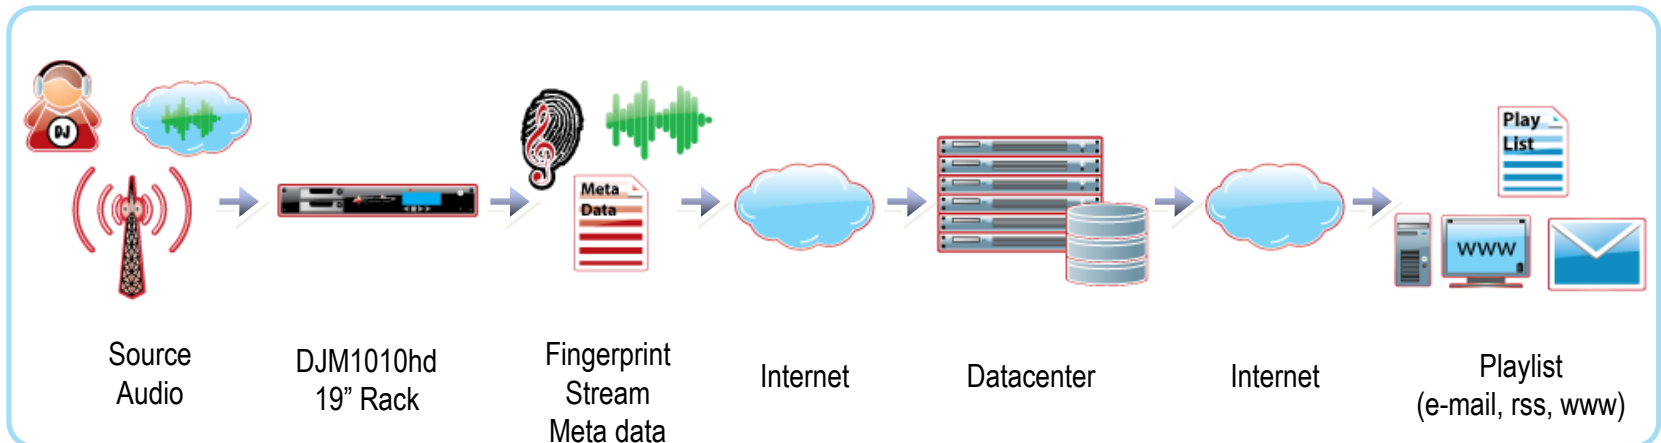 DJ
Meta
Data
Play
List
www
Source
Audio
DJM1010hd
19” Rack
Fingerprint
Stream
Meta data
Internet
Datacenter
Internet
Playlist
(e-mail, rss, www)